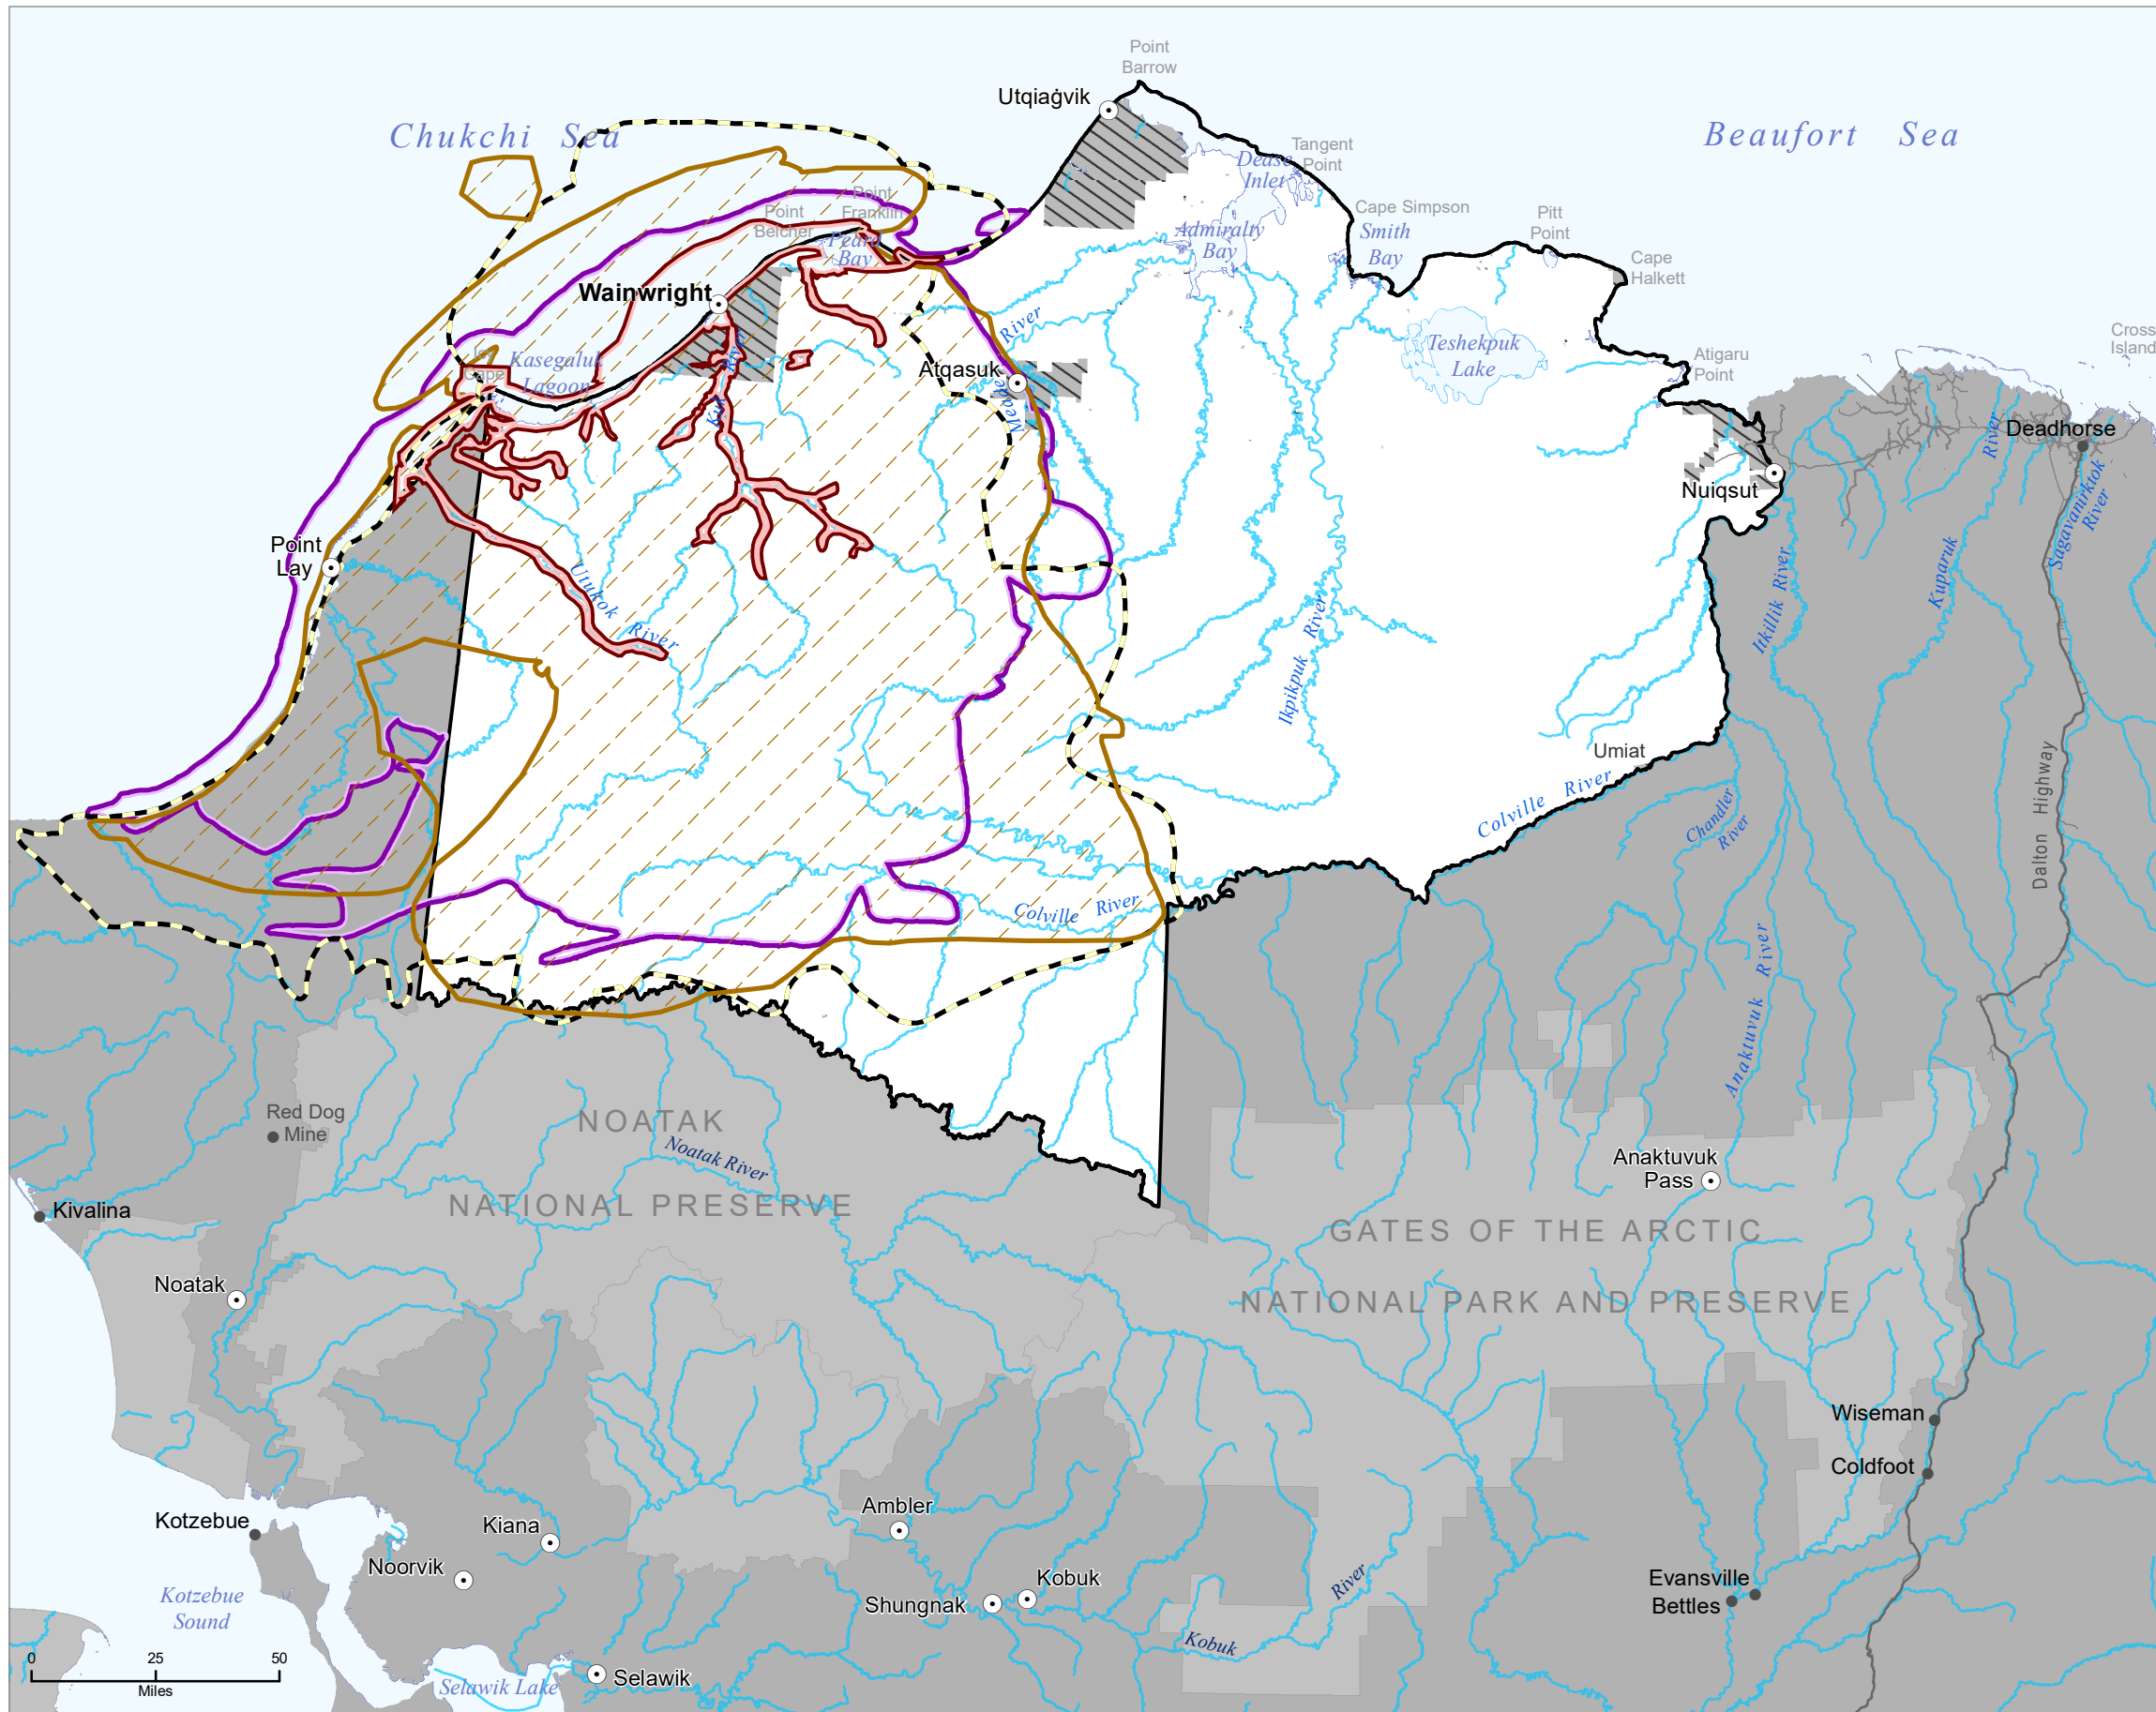 Point
Barrow
Utqiaġvik
Chukchi Sea
Beaufort Sea
Tangent
Point
Dease
Inlet
Point
Franklin
Point
Belcher
Peard
Bay
Admiralty
Bay
Cape Simpson
Smith
Bay
Pitt
Point
Cape
Halkett
Wainwright
River
Cross
Island
Icy
Cape
Kasegaluk
Lagoon
Kuk
River
Atqasuk
Meade
Teshekpuk
Lake
Atigaru
Point
Deadhorse
River
Nuiqsut
Sagavanirktok
River
Point
Lay
Utukok River
Itkillik River
Kuparuk
Ikpikpuk River
Umiat
Colville River
Chandler
River
Dalton Highway
Colville River
Anaktuvuk River
Red Dog
Mine
NOATAK
Noatak River
NATIONAL PRESERVE
Anaktuvuk
Pass
Kivalina
GATES OF THE ARCTIC
Noatak
NATIONAL PARK AND PRESERVE
Wiseman
Coldfoot
Ambler
Kotzebue
Kiana
Noorvik
Kobuk
Shungnak
River
Evansville
Bettles
Kotzebue
Sound
Kobuk
0 25 50
Miles
Selawik Lake
Selawik